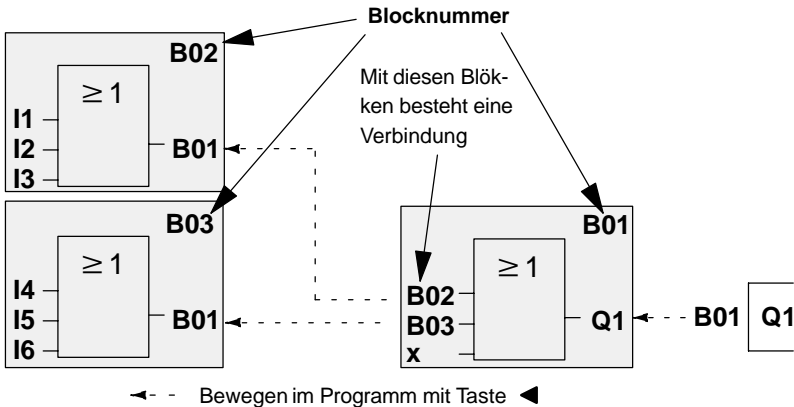 Blocknummer
B02
≥ 1
I1
I2
I3
B01
Mit diesen Blök-
ken besteht eine
Verbindung
B03
≥ 1
I4
I5
I6
B01
B01
≥ 1
B02
B03
x
Q1
B01
Q1
Bewegen im Programm mit Taste ◄